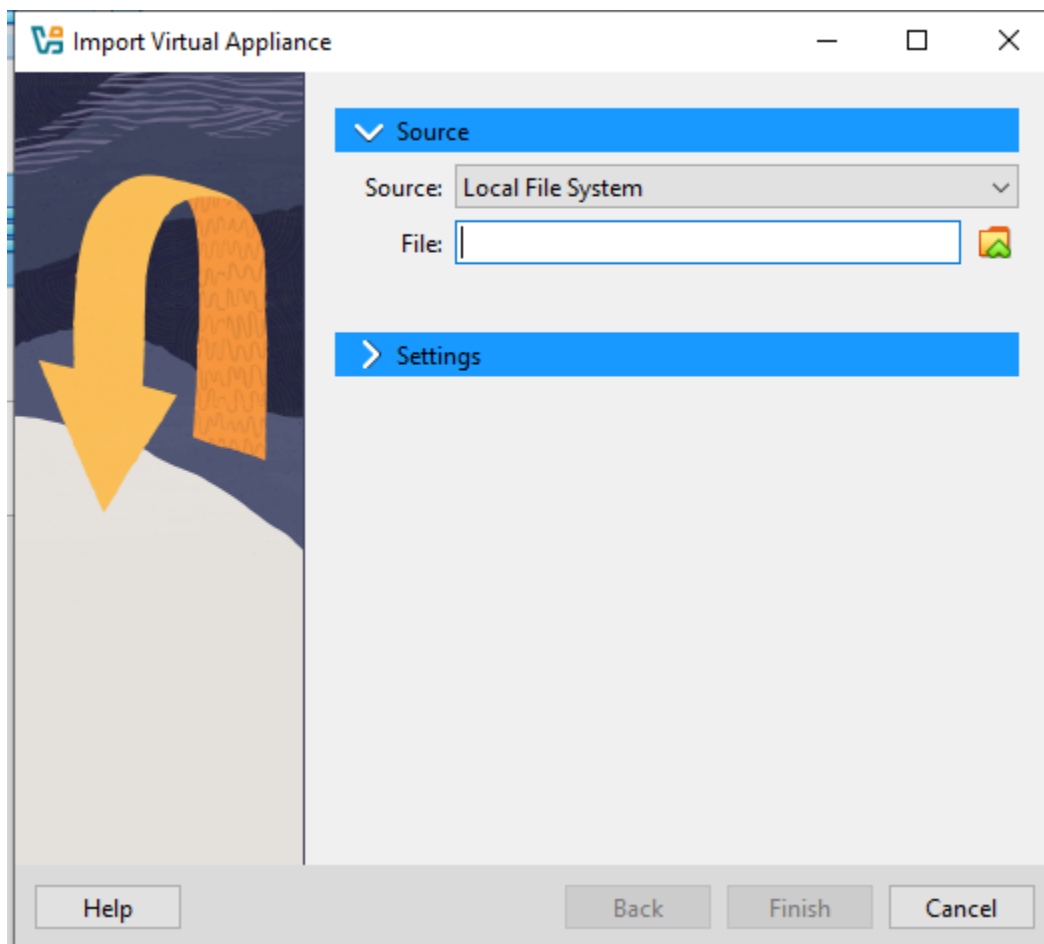 Import Virtual Appliance
Source
Source: Local File System
File:
Settings
Help Back Finish Cancel